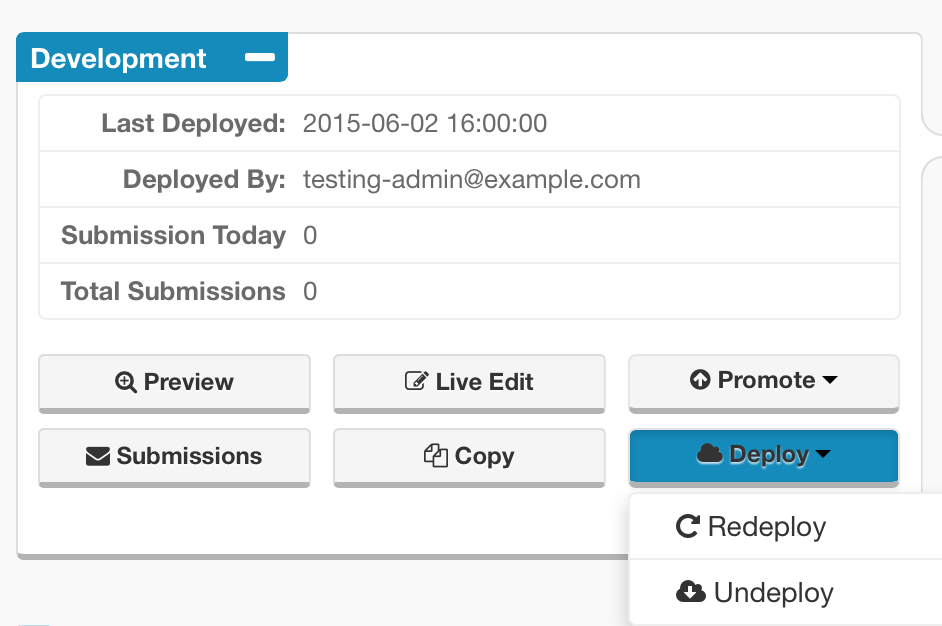 Development
Last Deployed: 2015-06-02 16:00:00
Deployed By: testing-admin@example.com
Submission Today 0
Total Submissions 0
Preview Live Edit Promote
Submissions Copy Deploy
Redeploy
Undeploy